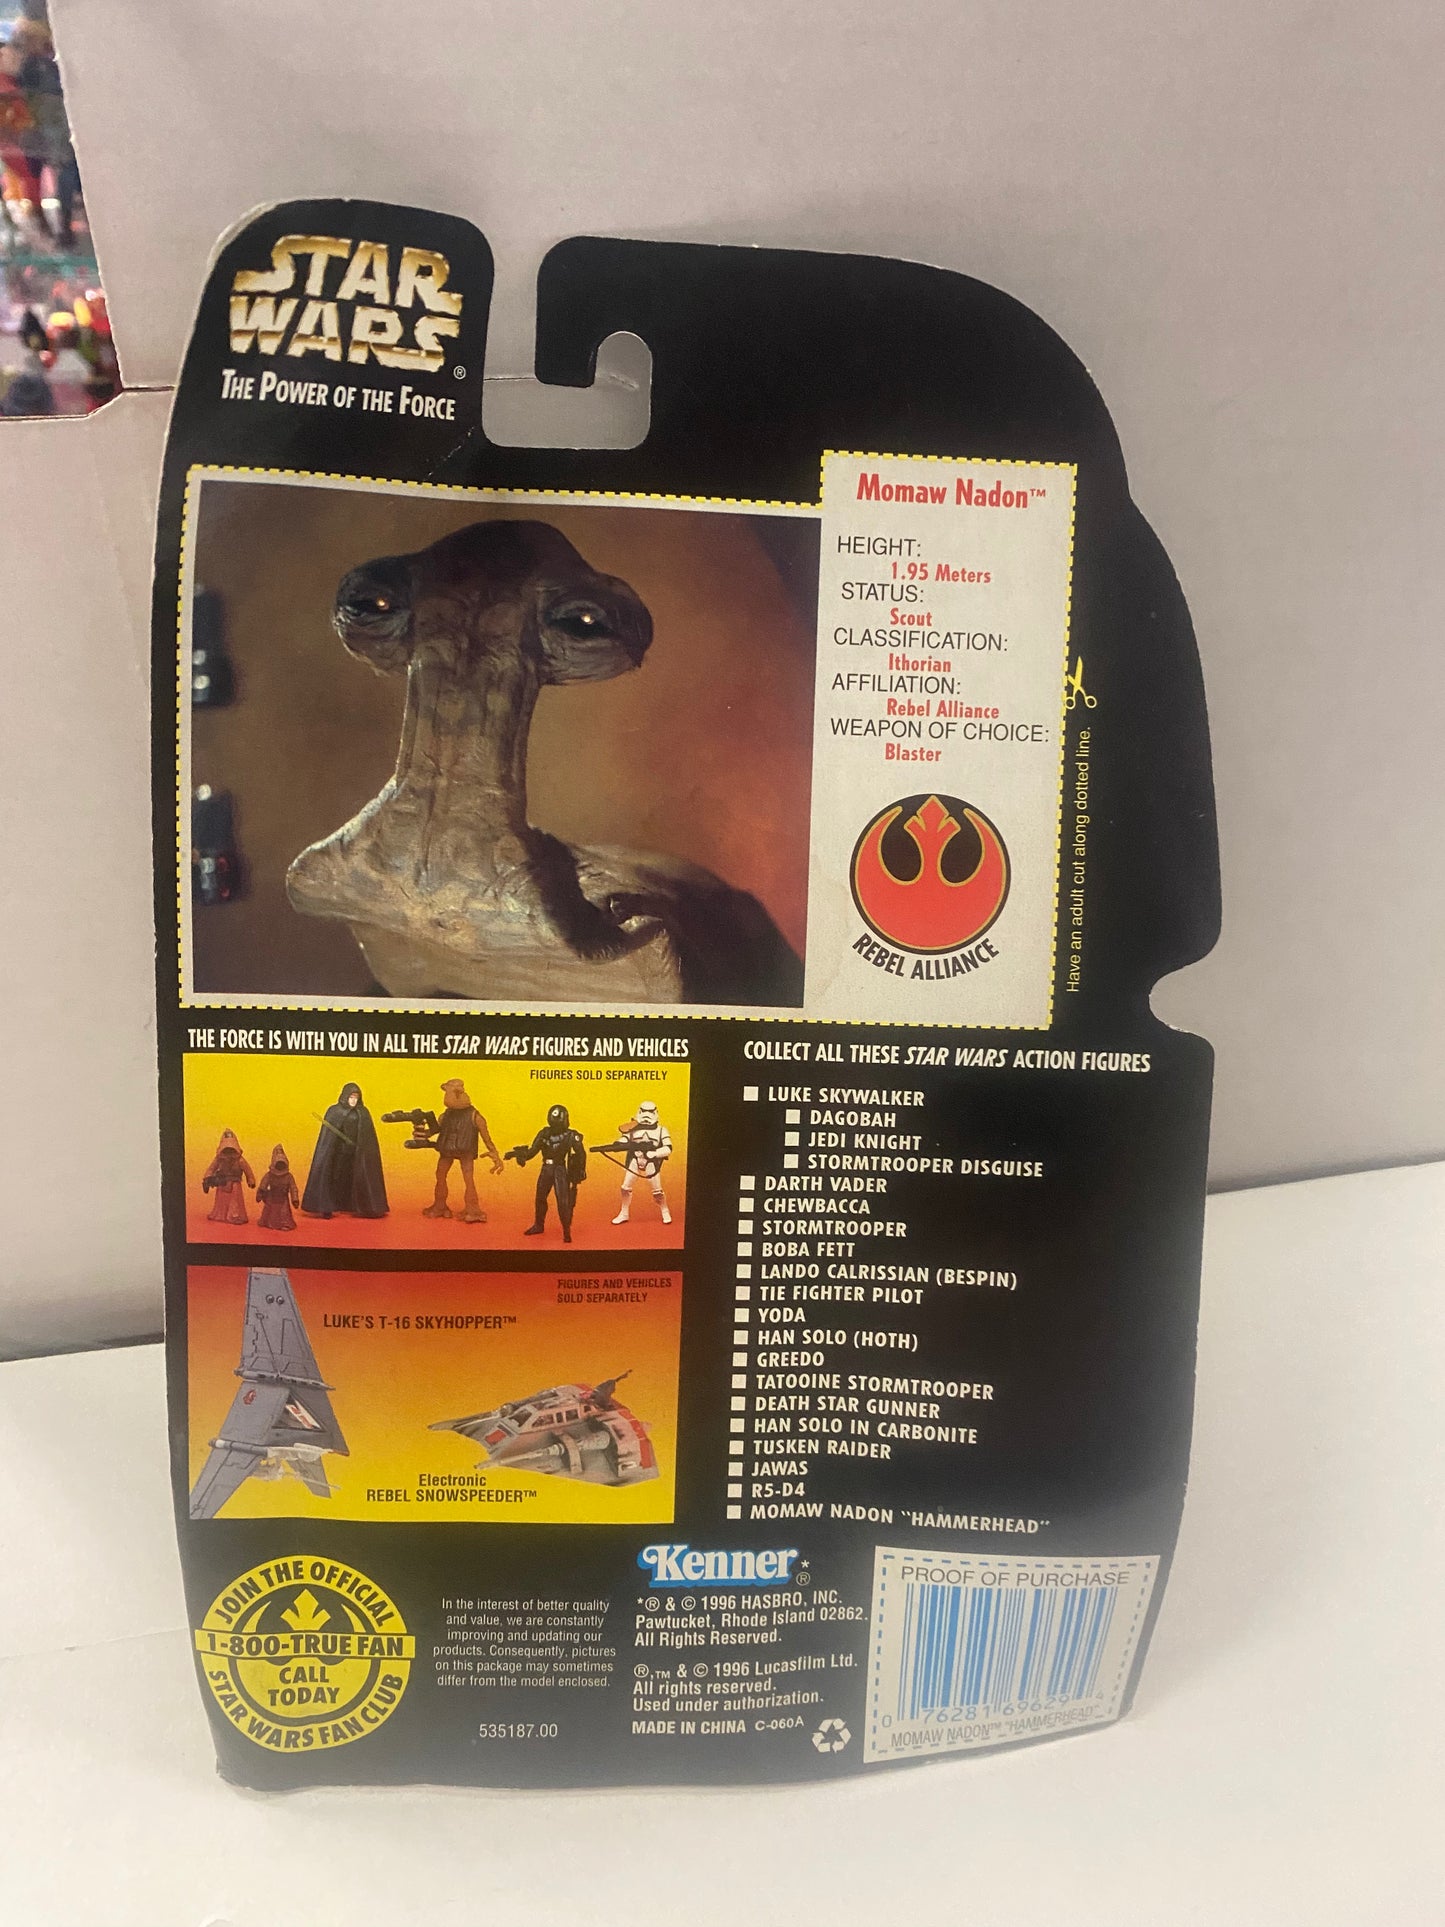 STAR
WARS®
THE POWER OF THE FORCE
Momaw Nadon™
HEIGHT:
1.95 Meters
STATUS:
Scout
CLASSIFICATION:
Ithorian
AFFILIATION:
Rebel Alliance
WEAPON OF CHOICE:
Blaster
REBEL ALLIANCE
Have an adult cut along dotted line.
THE FORCE IS WITH YOU IN ALL THE STAR WARS FIGURES AND VEHICLES
FIGURES SOLD SEPARATELY
FIGURES AND VEHICLES
SOLD SEPARATELY
LUKE'S T-16 SKYHOPPER™
Electronic
REBEL SNOWSPEEDER™
COLLECT ALL THESE STAR WARS ACTION FIGURES
■ LUKE SKYWALKER
■ DAGOBAH
■ JEDI KNIGHT
■ STORMTROOPER DISGUISE
■ DARTH VADER
■ CHEWBACCA
■ STORMTROOPER
■ BOBA FETT
■ LANDO CALRISSIAN (BESPIN)
■ TIE FIGHTER PILOT
■ YODA
■ HAN SOLO (HOTH)
■ GREEDO
■ TATOOINE STORMTROOPER
■ DEATH STAR GUNNER
■ HAN SOLO IN CARBONITE
■ TUSKEN RAIDER
■ JAWAS
■ R5-D4
■ MOMAW NADON "HAMMERHEAD"
JOIN THE OFFICIAL
1-800-TRUE FAN
CALL
TODAY
STAR WARS FAN CLUB
In the interest of better quality
and value, we are constantly
improving and updating our
products. Consequently, pictures
on this package may sometimes
differ from the model enclosed.
535187.00
Kenner*®
*® & © 1996 HASBRO, INC.
Pawtucket, Rhode Island 02862.
All Rights Reserved.
®,™ & © 1996 Lucasfilm Ltd.
All rights reserved.
Used under authorization.
MADE IN CHINA C-060A
PROOF OF PURCHASE
0 76281 69629 4
MOMAW NADON™ "HAMMERHEAD"